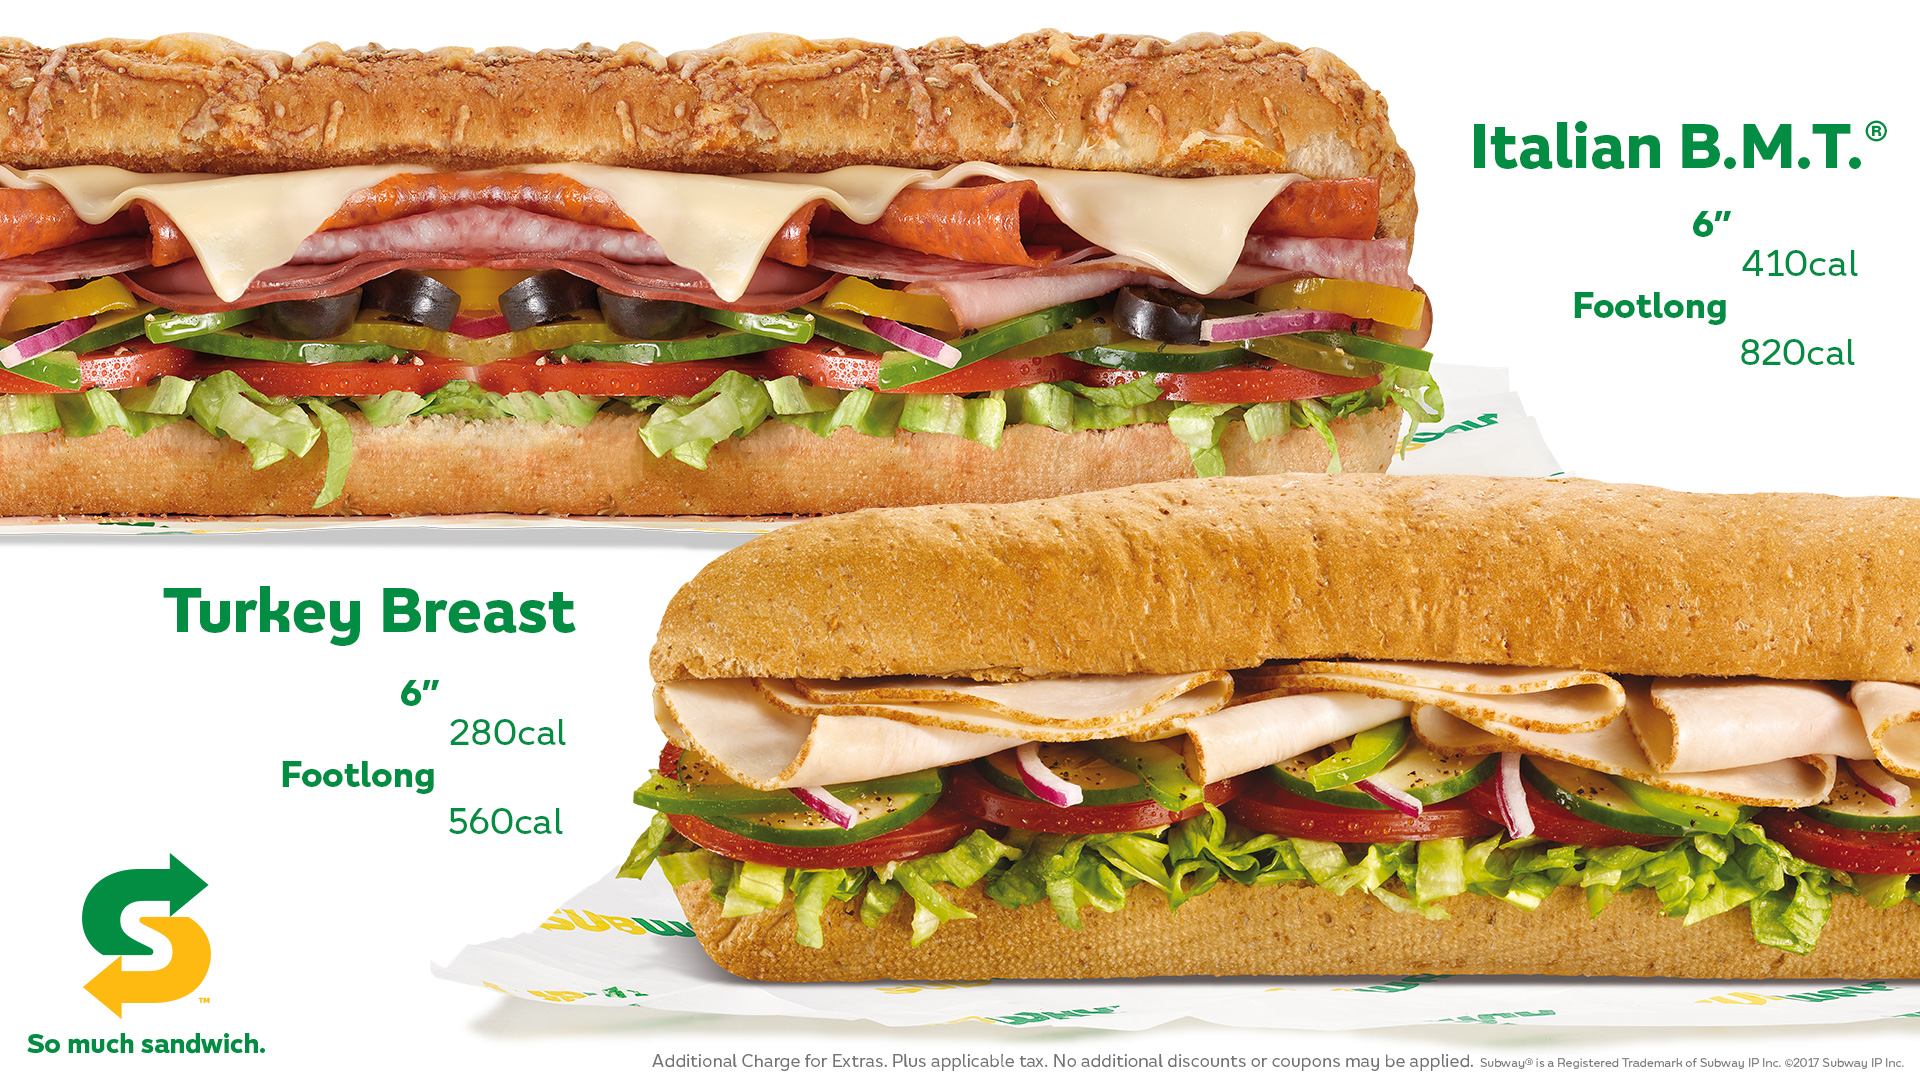 Italian B.M.T.®
6″
410cal
Footlong
820cal
Turkey Breast
6″
280cal
Footlong
560cal
SUBWAY
TM
So much sandwich.
Additional Charge for Extras. Plus applicable tax. No additional discounts or coupons may be applied. Subway® is a Registered Trademark of Subway IP Inc. ©2017 Subway IP Inc.